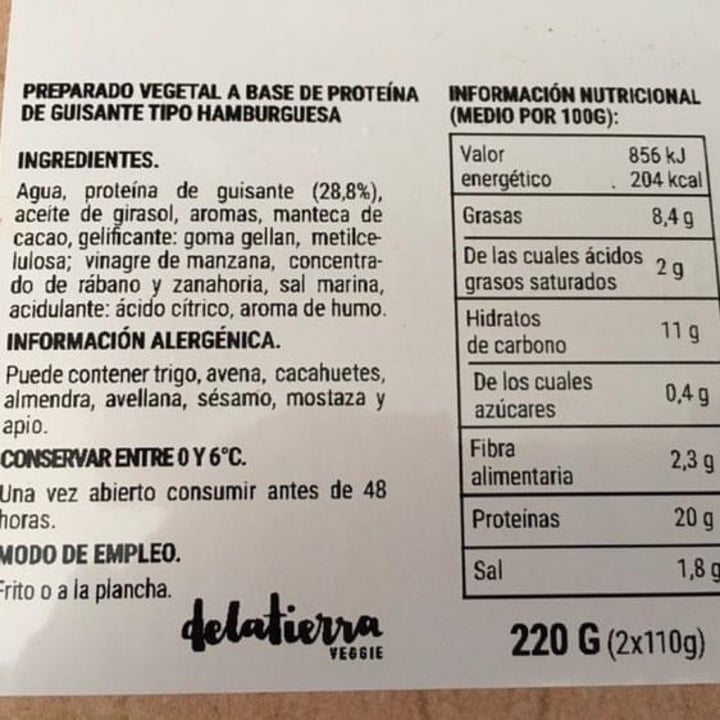 PREPARADO VEGETAL A BASE DE PROTEÍNA
DE GUISANTE TIPO HAMBURGUESA
INGREDIENTES.
Agua, proteína de guisante (28,8%),
aceite de girasol, aromas, manteca de
cacao, gelificante: goma gellan, metilce-
lulosa; vinagre de manzana, concentra-
do de rábano y zanahoria, sal marina,
acidulante: ácido cítrico, aroma de humo.
INFORMACIÓN ALERGÉNICA.
Puede contener trigo, avena, cacahuetes,
almendra, avellana, sésamo, mostaza y
apio.
CONSERVAR ENTRE 0 Y 6°C.
Una vez abierto consumir antes de 48
horas.
MODO DE EMPLEO.
Frito o a la plancha.
delatierra
VEGGIE
INFORMACIÓN NUTRICIONAL
(MEDIO POR 100G):
Valor 856 kJ
energético 204 kcal
Grasas 8,4 g
De las cuales ácidos
grasos saturados 2 g
Hidratos
de carbono 11 g
De los cuales
azúcares 0,4 g
Fibra
alimentaria 2,3 g
Proteinas 20 g
Sal 1,8 g
220 G (2x110g)